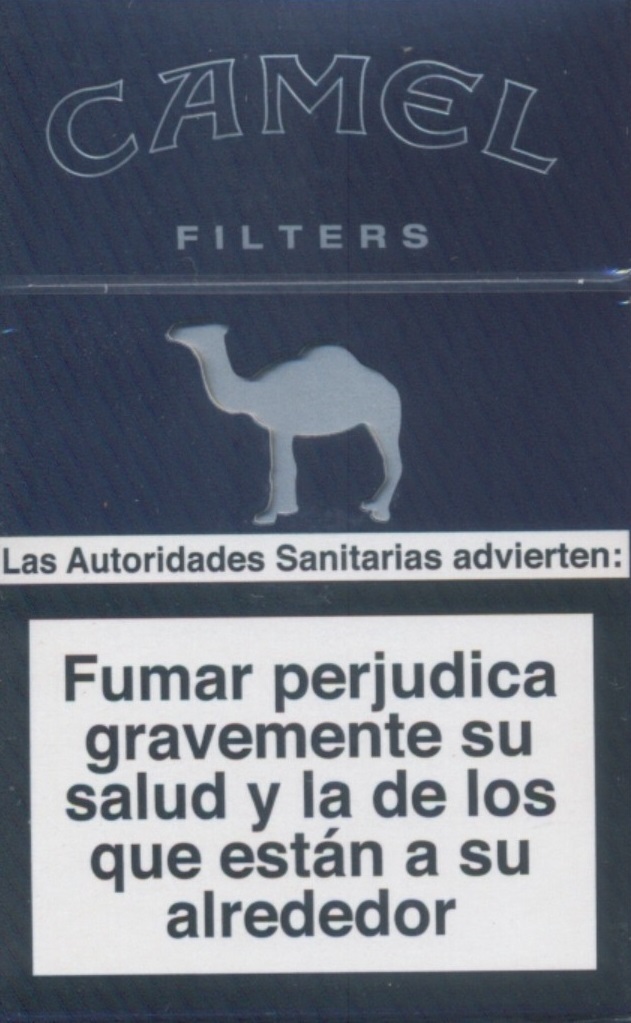 CAMEL
FILTERS
Las Autoridades Sanitarias advierten:
Fumar perjudica
gravemente su
salud y la de los
que están a su
alrededor